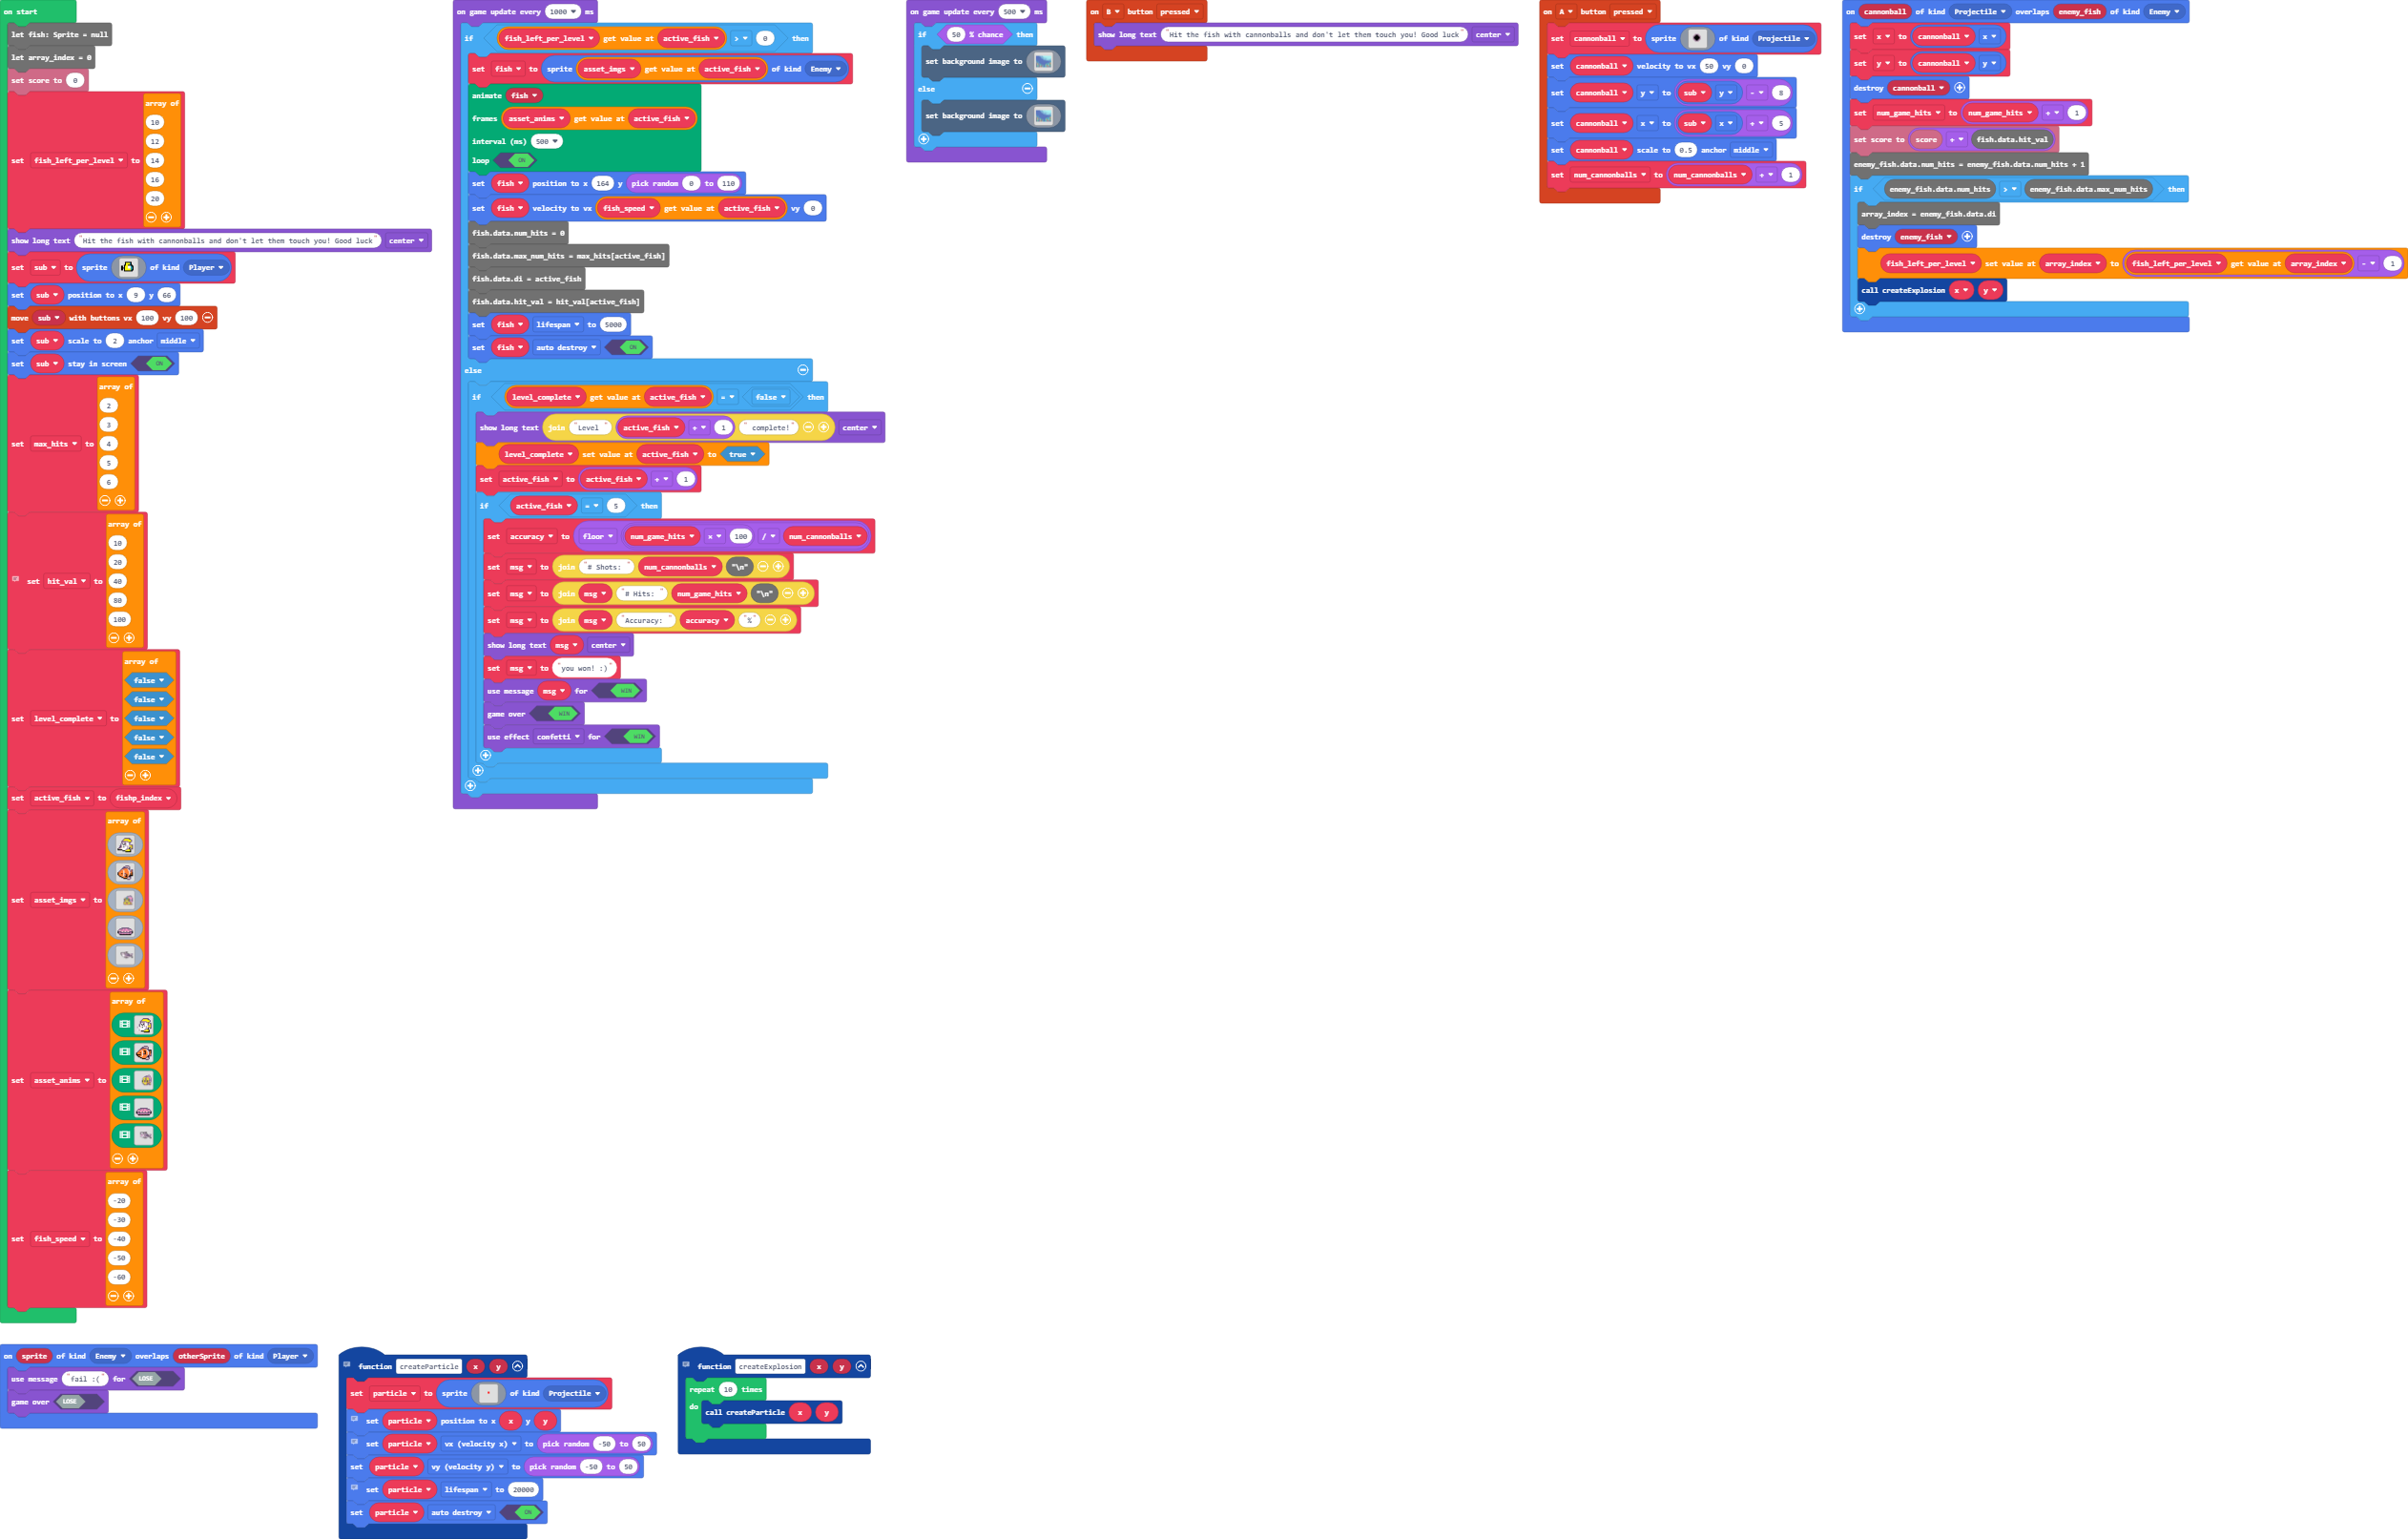 on start
let fish: Sprite = null
let array_index = 0
set score to 0
set fish_left_per_level to array of
10
12
14
16
20
show long text "Hit the fish with cannonballs and don't let them touch you! Good luck" center
set sub to sprite of kind Player
set sub position to x 9 y 66
move sub with buttons vx 100 vy 100
set sub scale to 2 anchor middle
set sub stay in screen ON
set max_hits to array of
2
3
4
5
6
set hit_val to array of
10
20
40
80
100
set level_complete to array of
false
false
false
false
false
set active_fish to fishp_index
set asset_imgs to array of
set asset_anims to array of
set fish_speed to array of
-20
-30
-40
-50
-60
on game update every 1000 ms
if fish_left_per_level get value at active_fish > 0 then
set fish to sprite asset_imgs get value at active_fish of kind Enemy
animate fish
frames asset_anims get value at active_fish
interval (ms) 500
loop ON
set fish position to x 164 y pick random 0 to 110
set fish velocity to vx fish_speed get value at active_fish vy 0
fish.data.num_hits = 0
fish.data.max_num_hits = max_hits[active_fish]
fish.data.di = active_fish
fish.data.hit_val = hit_val[active_fish]
set fish lifespan to 5000
set fish auto destroy ON
else
if level_complete get value at active_fish = false then
show long text join "Level " active_fish + 1 " complete!" center
level_complete set value at active_fish to true
set active_fish to active_fish + 1
if active_fish = 5 then
set accuracy to floor num_game_hits × 100 / num_cannonballs
set msg to join "# Shots: " num_cannonballs "\n"
set msg to join msg "# Hits: " num_game_hits "\n"
set msg to join msg "Accuracy: " accuracy "%"
show long text msg center
set msg to "you won! :)"
use message msg for WIN
game over WIN
use effect confetti for WIN
on game update every 500 ms
if 50 % chance then
set background image to
else
set background image to
on B button pressed
show long text "Hit the fish with cannonballs and don't let them touch you! Good luck" center
on A button pressed
set cannonball to sprite of kind Projectile
set cannonball velocity to vx 50 vy 0
set cannonball y to sub y - 8
set cannonball x to sub x + 5
set cannonball scale to 0.5 anchor middle
set num_cannonballs to num_cannonballs + 1
on cannonball of kind Projectile overlaps enemy_fish of kind Enemy
set x to cannonball x
set y to cannonball y
destroy cannonball
set num_game_hits to num_game_hits + 1
set score to score + fish.data.hit_val
enemy_fish.data.num_hits = enemy_fish.data.num_hits + 1
if enemy_fish.data.num_hits > enemy_fish.data.max_num_hits then
array_index = enemy_fish.data.di
destroy enemy_fish
fish_left_per_level set value at array_index to fish_left_per_level get value at array_index - 1
call createExplosion x y
on sprite of kind Enemy overlaps otherSprite of kind Player
use message "fail :(" for LOSE
game over LOSE
function createParticle x y
set particle to sprite of kind Projectile
set particle position to x x y y
set particle vx (velocity x) to pick random -50 to 50
set particle vy (velocity y) to pick random -50 to 50
set particle lifespan to 20000
set particle auto destroy ON
function createExplosion x y
repeat 10 times
do call createParticle x y